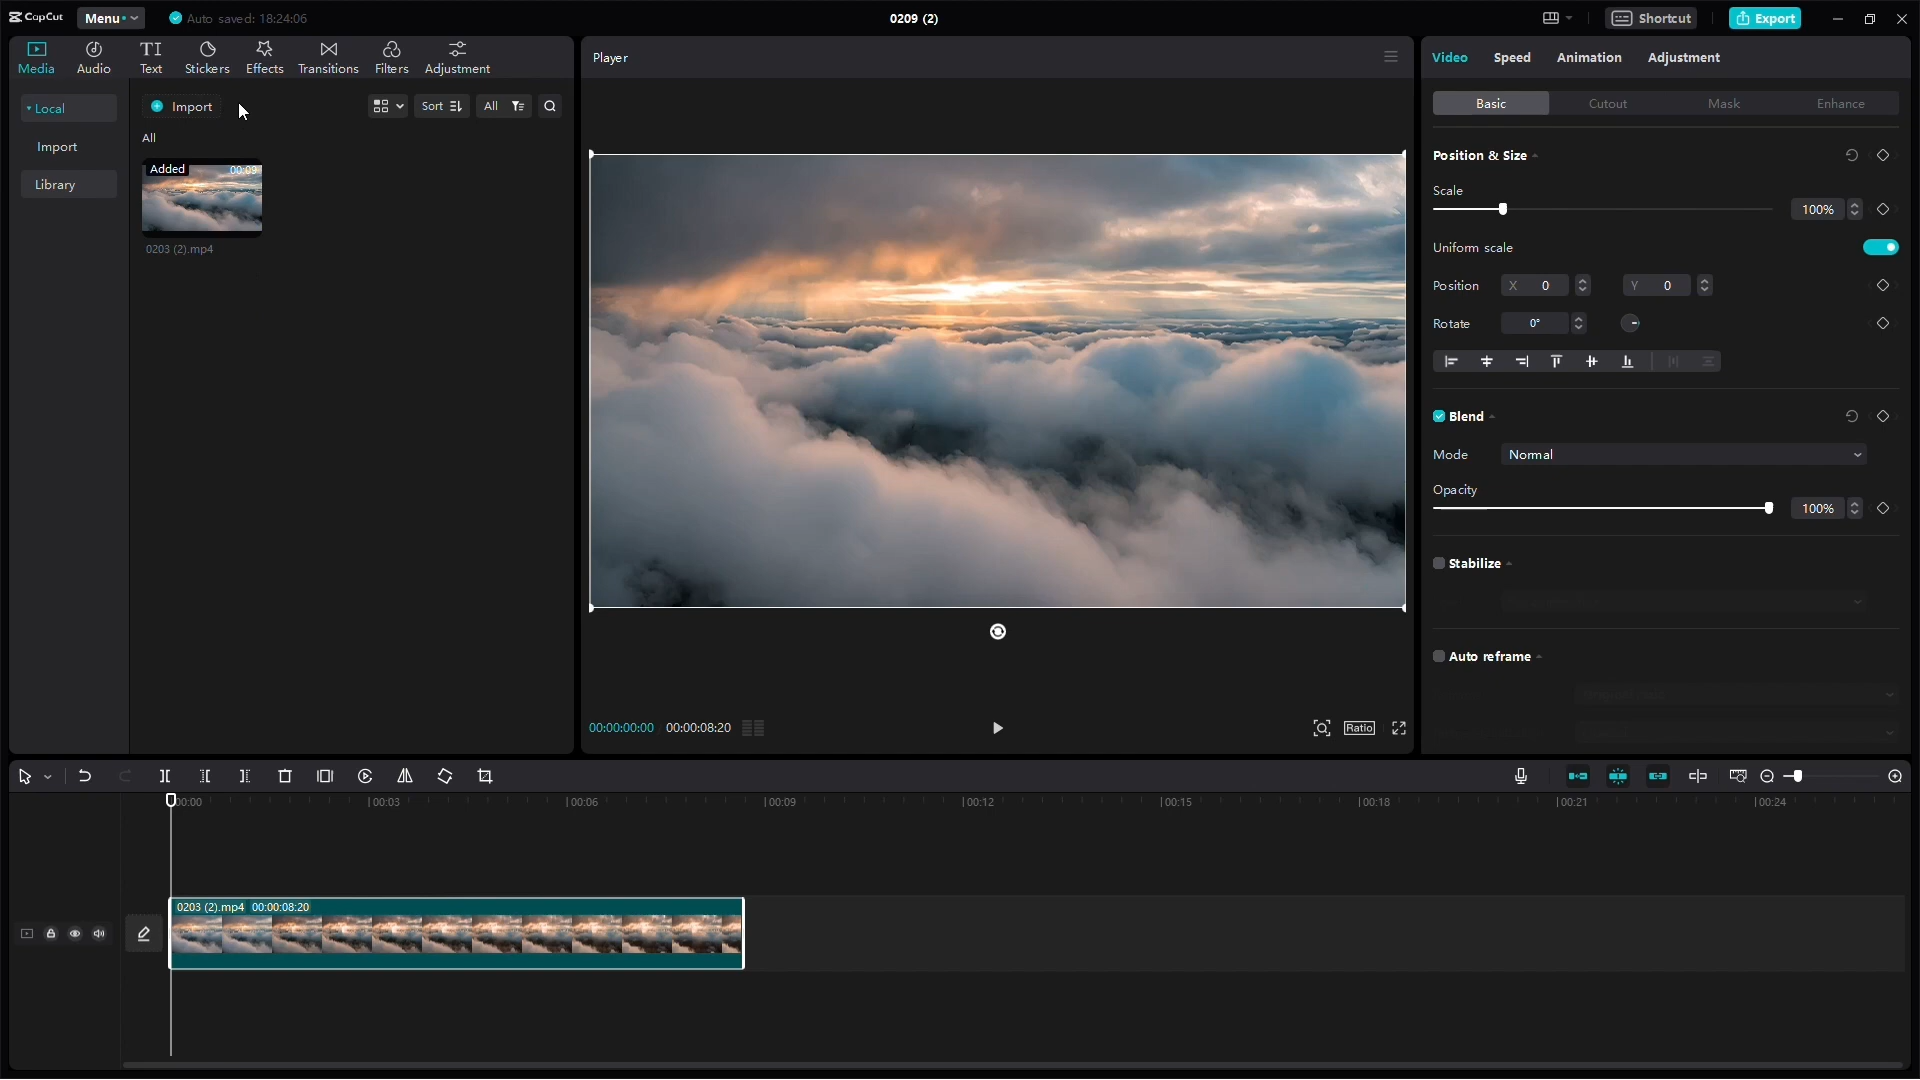 CapCut Menu Auto saved: 18:24:06 0209 (2) Shortcut Export
Media Audio Text Stickers Effects Transitions Filters Adjustment
Player
Video Speed Animation Adjustment
Local
Import
Library
Import Sort All
All
Added 00:09
0203 (2).mp4
Basic Cutout Mask Enhance
Position & Size
Scale
100%
Uniform scale
Position X 0 Y 0
Rotate 0°
Blend
Mode Normal
Opacity
100%
Stabilize
Auto reframe
00:00:00:00 00:00:08:20 Ratio
00:00 00:03 00:06 00:09 00:12 00:15 00:18 00:21 00:24
0203 (2).mp4 00:00:08:20